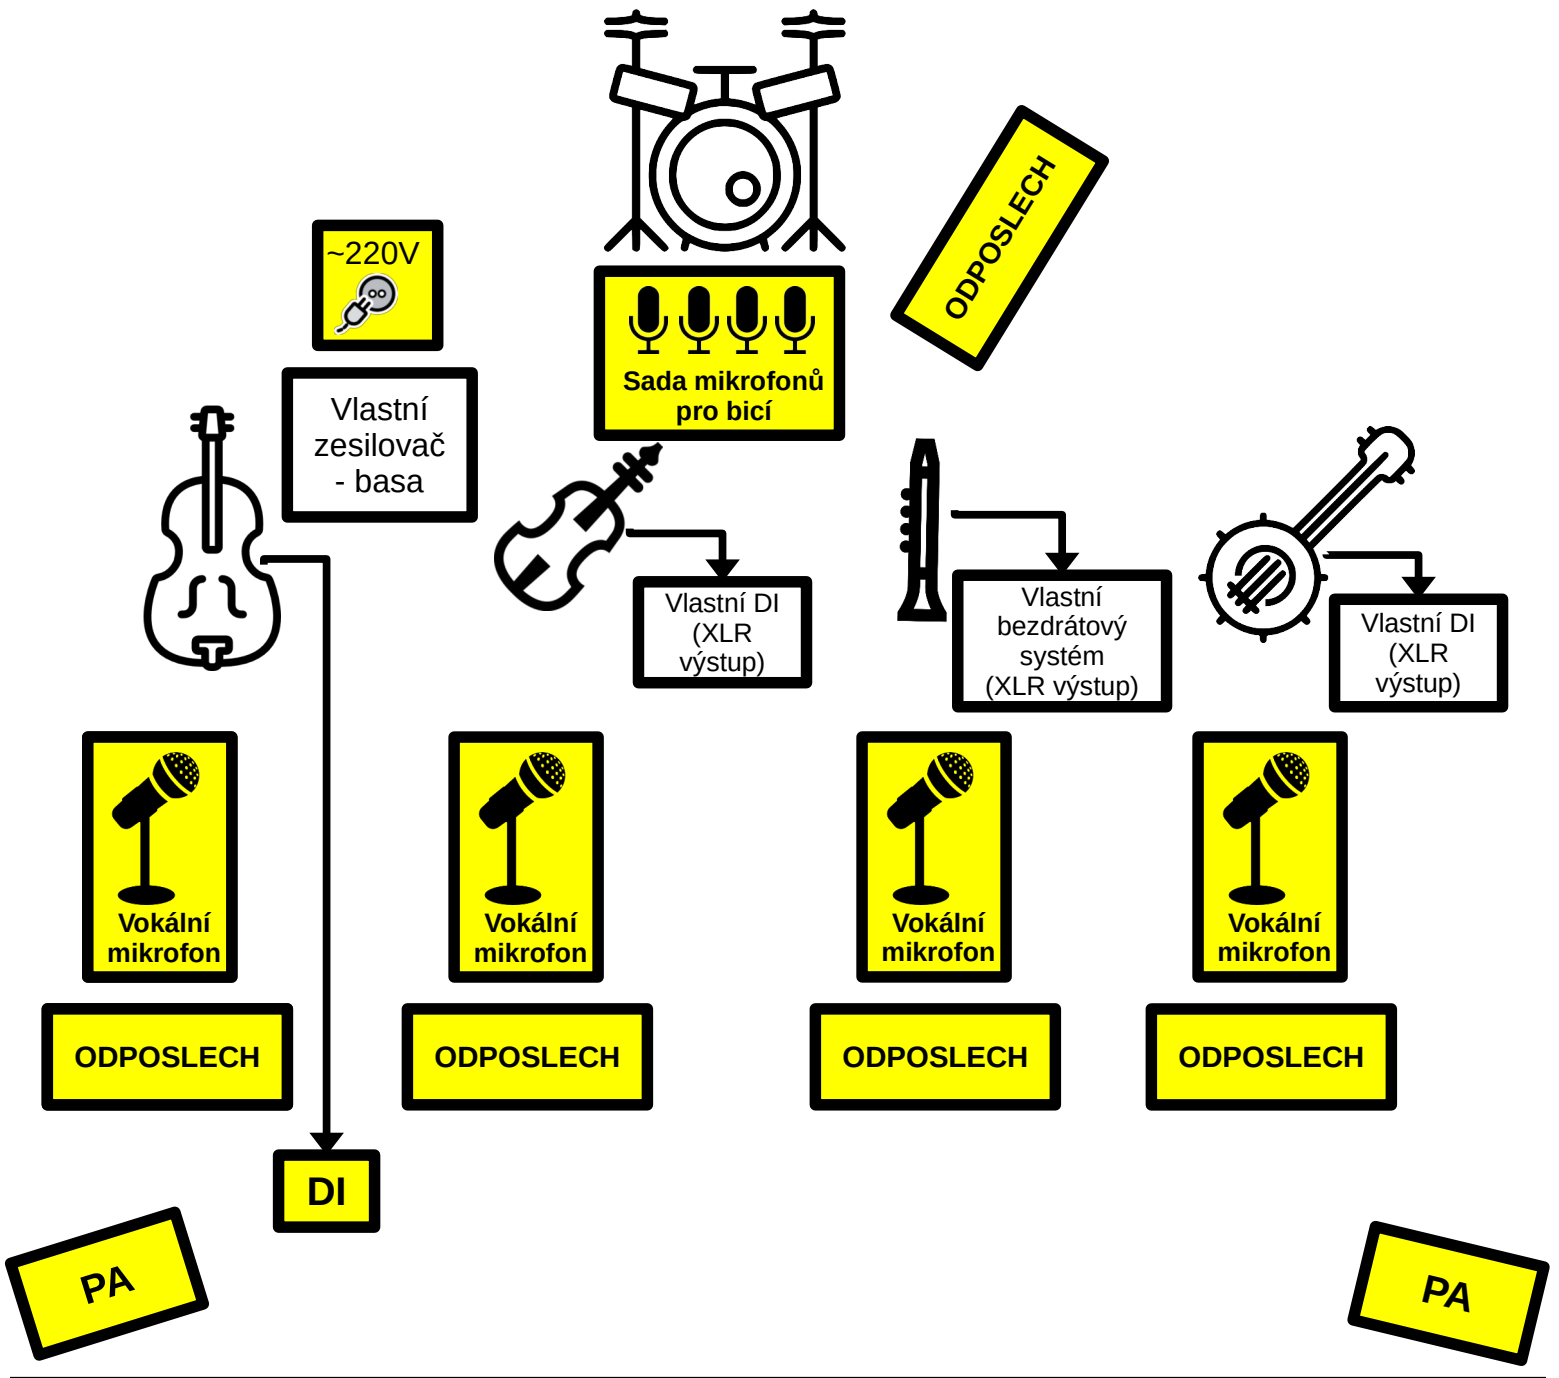 ODPOSLECH
~220V
Sada mikrofonů
pro bicí
Vlastní
zesilovač
- basa
Vlastní DI
(XLR
výstup)
Vlastní
bezdrátový
systém
(XLR výstup)
Vlastní DI
(XLR
výstup)
Vokální
mikrofon
Vokální
mikrofon
Vokální
mikrofon
Vokální
mikrofon
ODPOSLECH
ODPOSLECH
ODPOSLECH
ODPOSLECH
DI
PA
PA